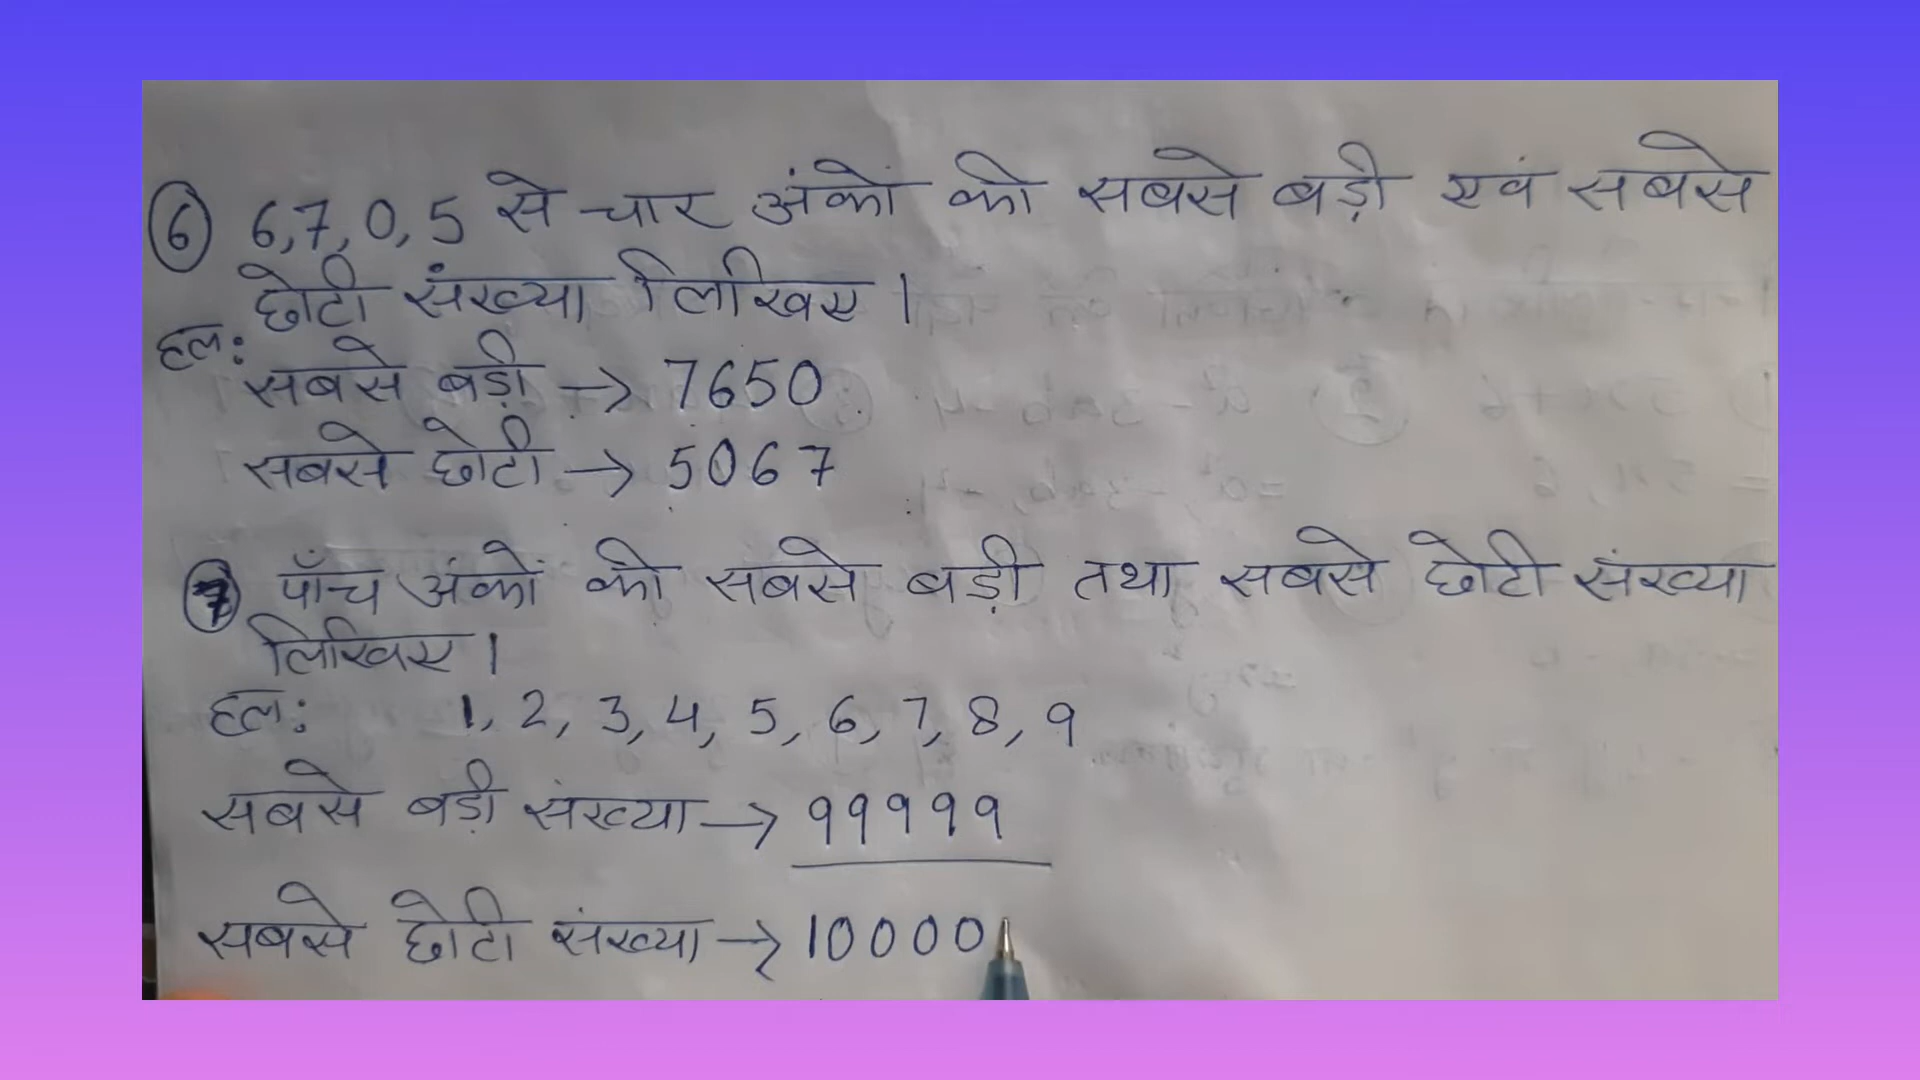 6 6,7,0,5 से चार अंकों की सबसे बड़ी एवं सबसे
छोटी संख्या लिखिए।
हल:
सबसे बड़ी → 7650
सबसे छोटी → 5067
7 पाँच अंकों की सबसे बड़ी तथा सबसे छोटी संख्या
लिखिए।
हल: 1, 2, 3, 4, 5, 6, 7, 8, 9
सबसे बड़ी संख्या → 99999
सबसे छोटी संख्या → 10000